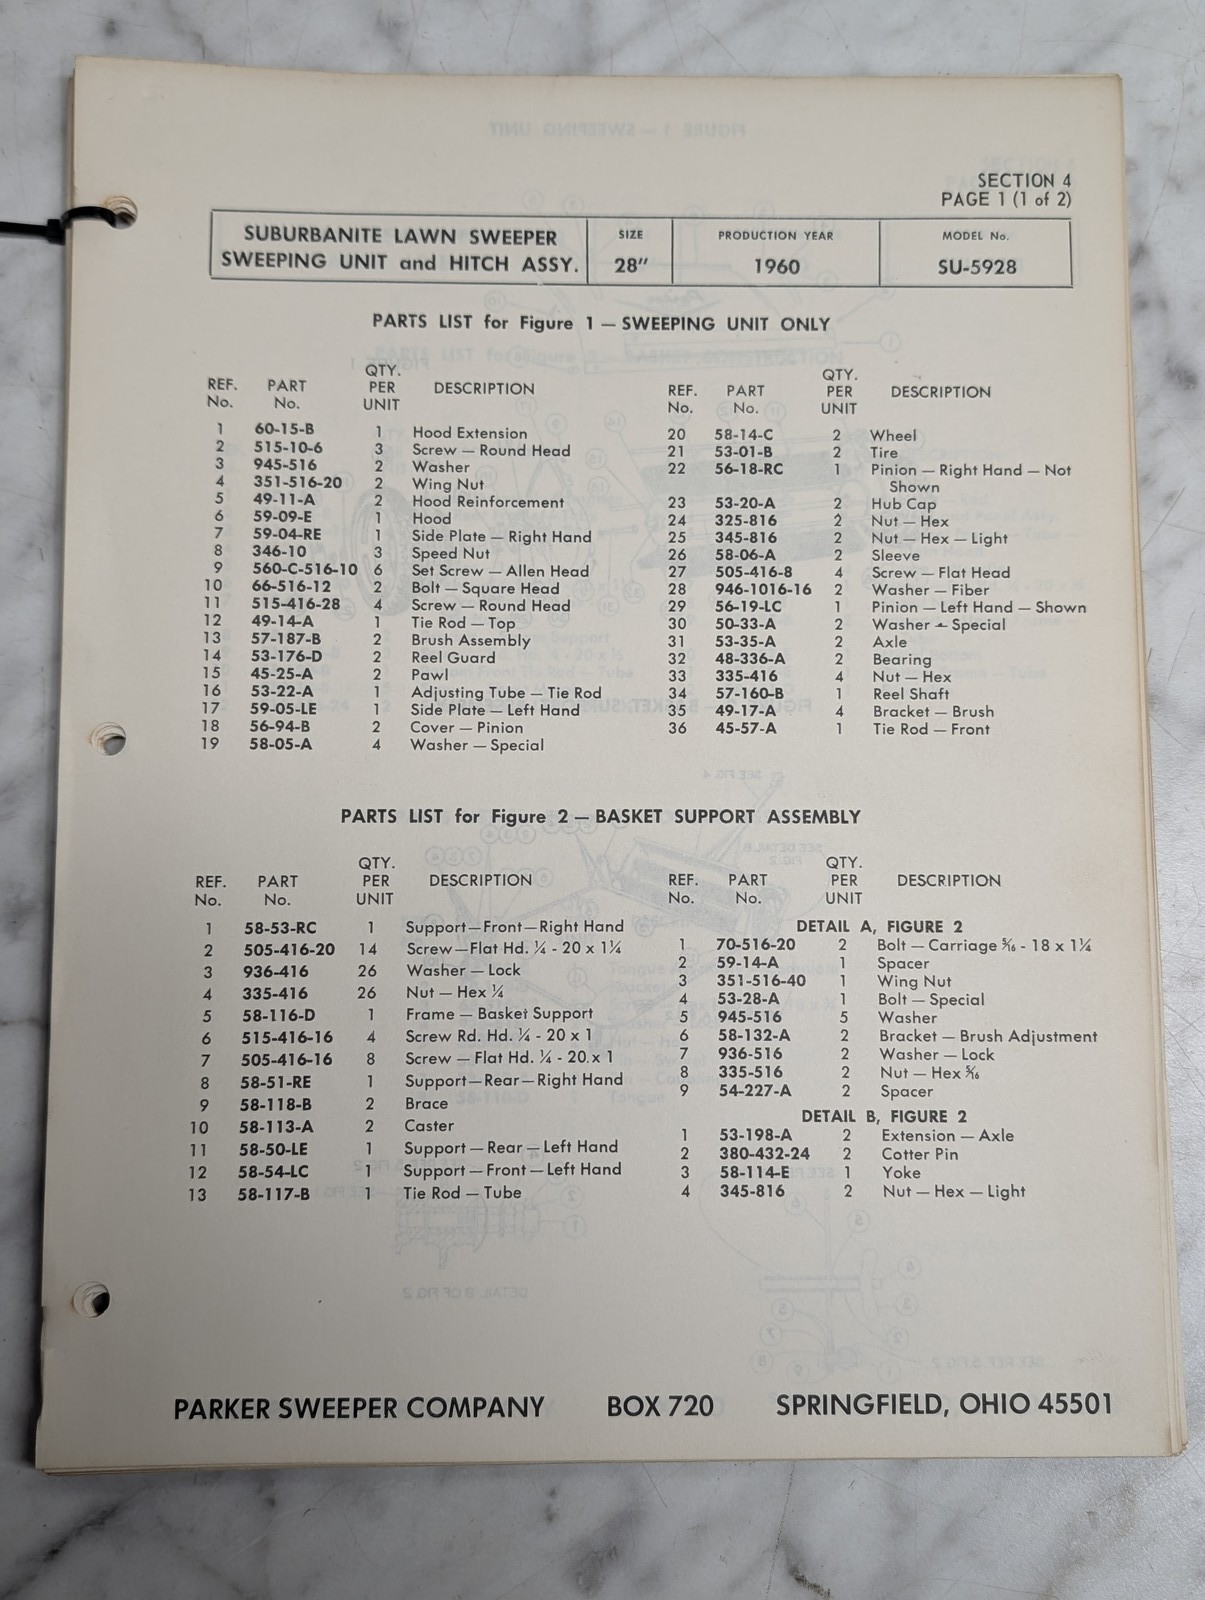 SECTION 4
PAGE 1 (1 of 2)
SUBURBANITE LAWN SWEEPER
SWEEPING UNIT and HITCH ASSY.
SIZE
28"
PRODUCTION YEAR
1960
MODEL No.
SU-5928
PARTS LIST for Figure 1 — SWEEPING UNIT ONLY
REF. No. PART No. QTY. PER UNIT DESCRIPTION
1 60-15-B 1 Hood Extension
2 515-10-6 3 Screw — Round Head
3 945-516 2 Washer
4 351-516-20 2 Wing Nut
5 49-11-A 2 Hood Reinforcement
6 59-09-E 1 Hood
7 59-04-RE 1 Side Plate — Right Hand
8 346-10 3 Speed Nut
9 560-C-516-10 6 Set Screw — Allen Head
10 66-516-12 2 Bolt — Square Head
11 515-416-28 4 Screw — Round Head
12 49-14-A 1 Tie Rod — Top
13 57-187-B 2 Brush Assembly
14 53-176-D 2 Reel Guard
15 45-25-A 2 Pawl
16 53-22-A 1 Adjusting Tube — Tie Rod
17 59-05-LE 1 Side Plate — Left Hand
18 56-94-B 2 Cover — Pinion
19 58-05-A 4 Washer — Special
REF. No. PART No. QTY. PER UNIT DESCRIPTION
20 58-14-C 2 Wheel
21 53-01-B 2 Tire
22 56-18-RC 1 Pinion — Right Hand — Not
Shown
23 53-20-A 2 Hub Cap
24 325-816 2 Nut — Hex
25 345-816 2 Nut — Hex — Light
26 58-06-A 2 Sleeve
27 505-416-8 4 Screw — Flat Head
28 946-1016-16 2 Washer — Fiber
29 56-19-LC 1 Pinion — Left Hand — Shown
30 50-33-A 2 Washer — Special
31 53-35-A 2 Axle
32 48-336-A 2 Bearing
33 335-416 4 Nut — Hex
34 57-160-B 1 Reel Shaft
35 49-17-A 4 Bracket — Brush
36 45-57-A 1 Tie Rod — Front
PARTS LIST for Figure 2 — BASKET SUPPORT ASSEMBLY
REF. No. PART No. QTY. PER UNIT DESCRIPTION
1 58-53-RC 1 Support—Front—Right Hand
2 505-416-20 14 Screw—Flat Hd. ¼ - 20 x 1¼
3 936-416 26 Washer — Lock
4 335-416 26 Nut — Hex ¼
5 58-116-D 1 Frame — Basket Support
6 515-416-16 4 Screw Rd. Hd. ¼ - 20 x 1
7 505-416-16 8 Screw — Flat Hd. ¼ - 20 x 1
8 58-51-RE 1 Support—Rear—Right Hand
9 58-118-B 2 Brace
10 58-113-A 2 Caster
11 58-50-LE 1 Support — Rear — Left Hand
12 58-54-LC 1 Support — Front — Left Hand
13 58-117-B 1 Tie Rod — Tube
REF. No. PART No. QTY. PER UNIT DESCRIPTION
DETAIL A, FIGURE 2
1 70-516-20 2 Bolt — Carriage 5/16 - 18 x 1¼
2 59-14-A 1 Spacer
3 351-516-40 1 Wing Nut
4 53-28-A 1 Bolt — Special
5 945-516 5 Washer
6 58-132-A 2 Bracket — Brush Adjustment
7 936-516 2 Washer — Lock
8 335-516 2 Nut — Hex 5/16
9 54-227-A 2 Spacer
DETAIL B, FIGURE 2
1 53-198-A 2 Extension — Axle
2 380-432-24 2 Cotter Pin
3 58-114-E 1 Yoke
4 345-816 2 Nut — Hex — Light
PARKER SWEEPER COMPANY BOX 720 SPRINGFIELD, OHIO 45501